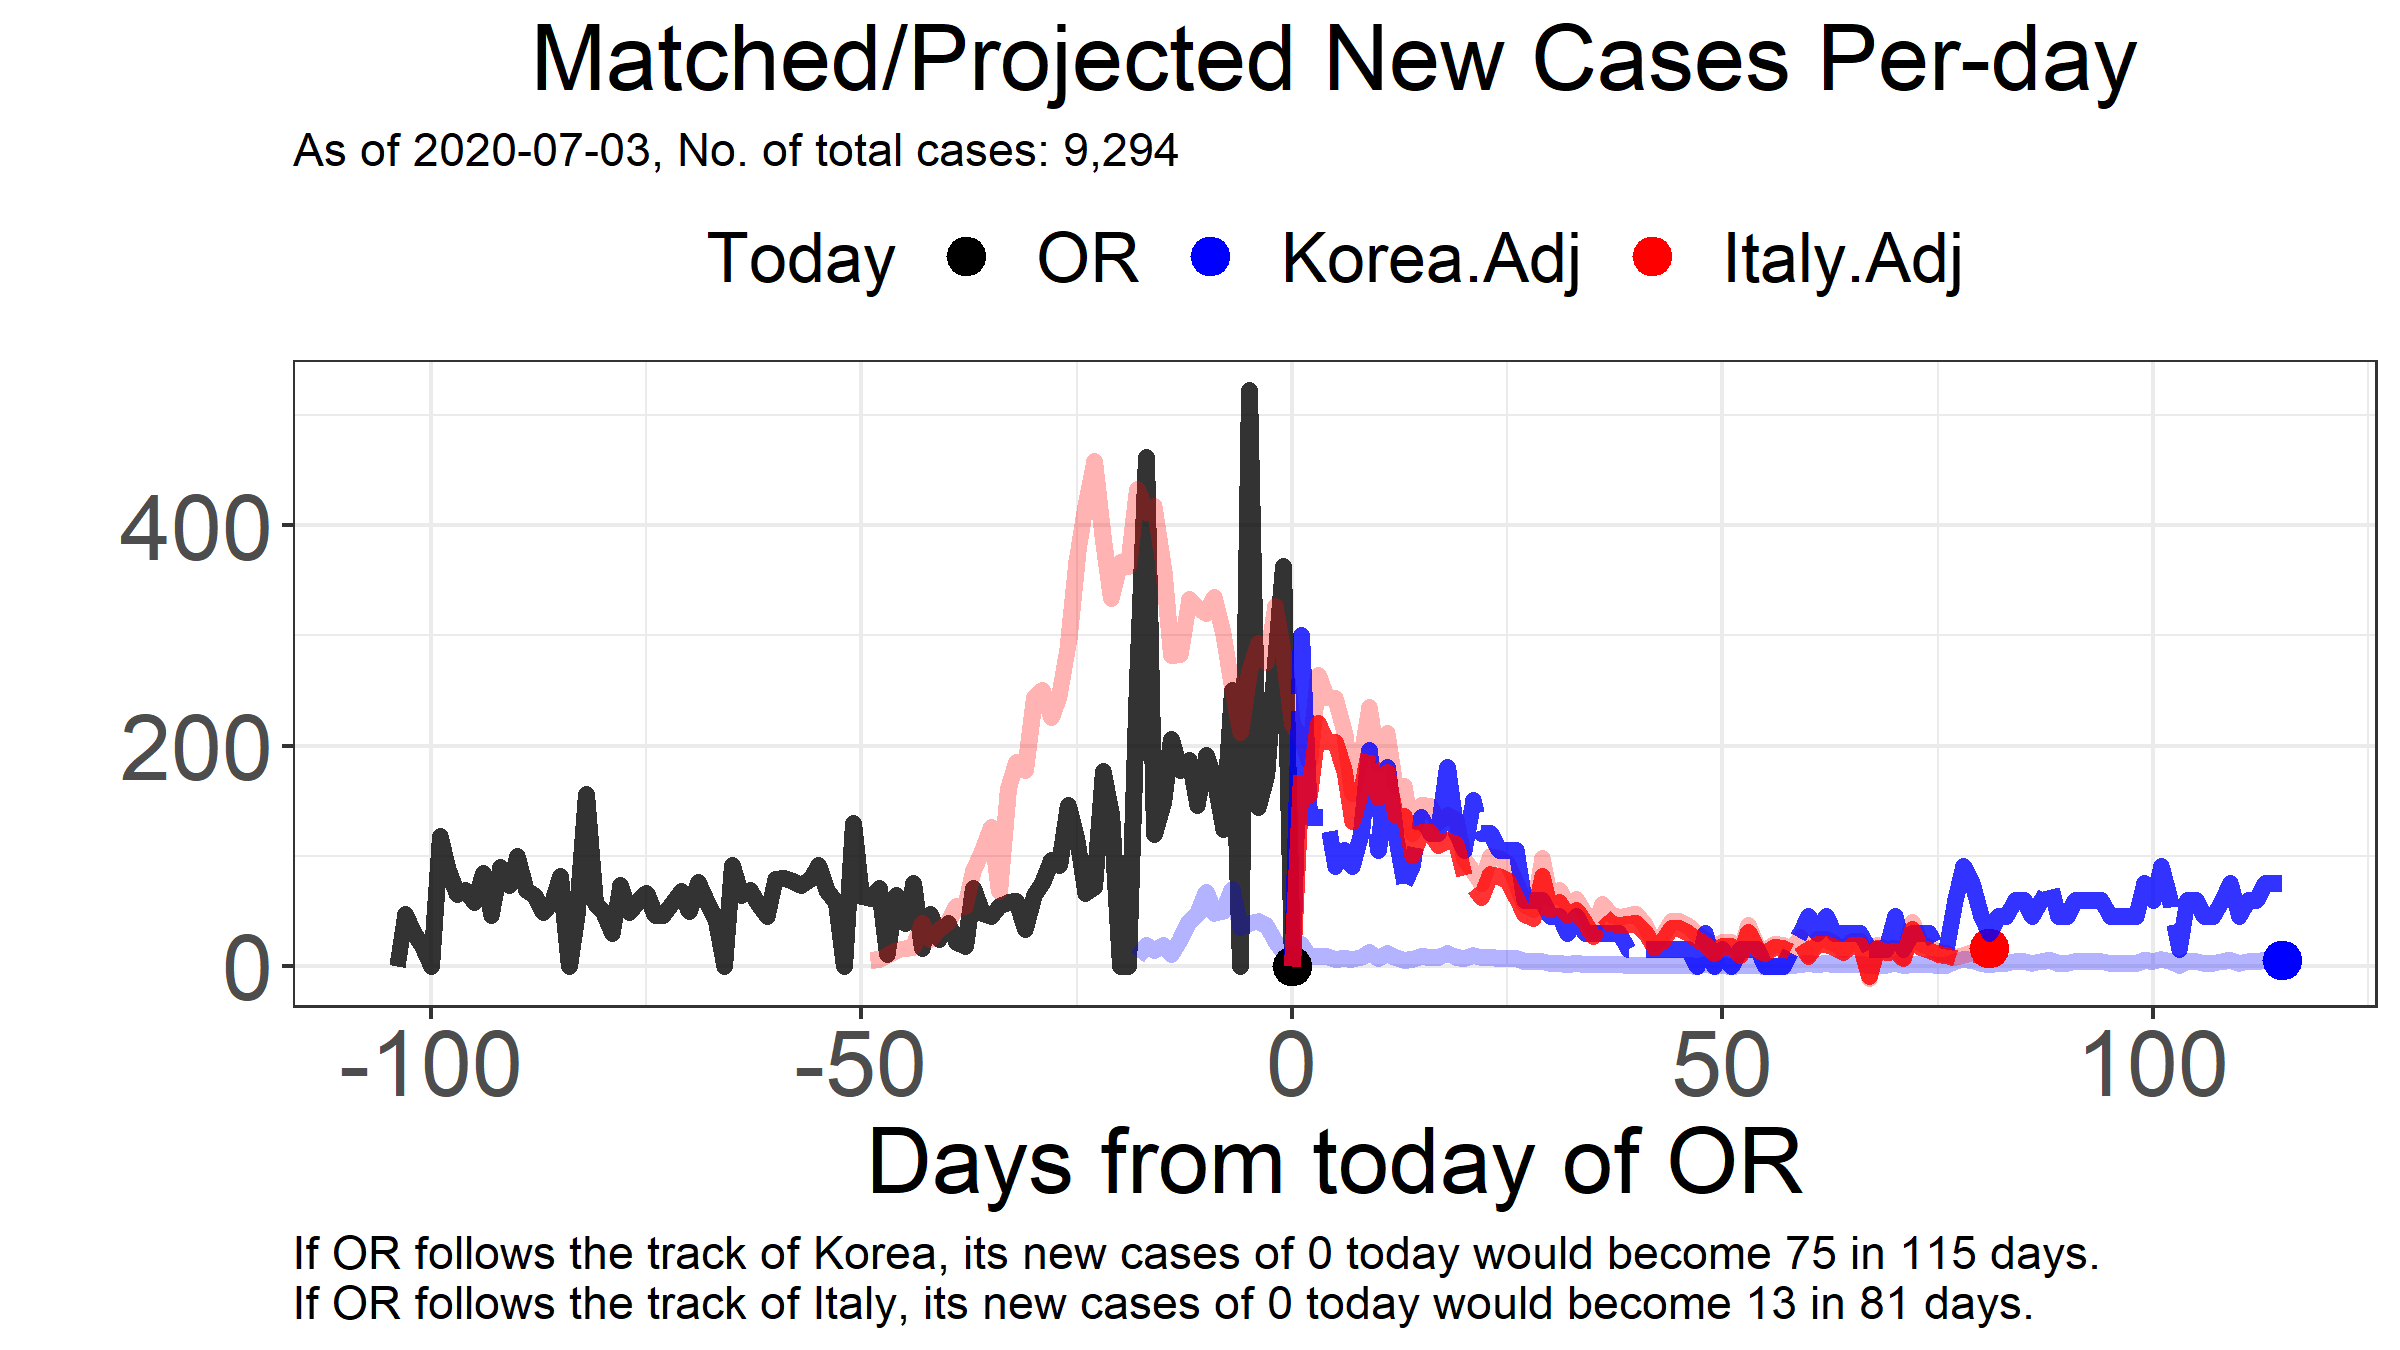 Matched/Projected New Cases Per-day
As of 2020-07-03, No. of total cases: 9,294
Today OR Korea.Adj Italy.Adj
400
200
0
-100 -50 0 50 100
Days from today of OR
If OR follows the track of Korea, its new cases of 0 today would become 75 in 115 days.
If OR follows the track of Italy, its new cases of 0 today would become 13 in 81 days.